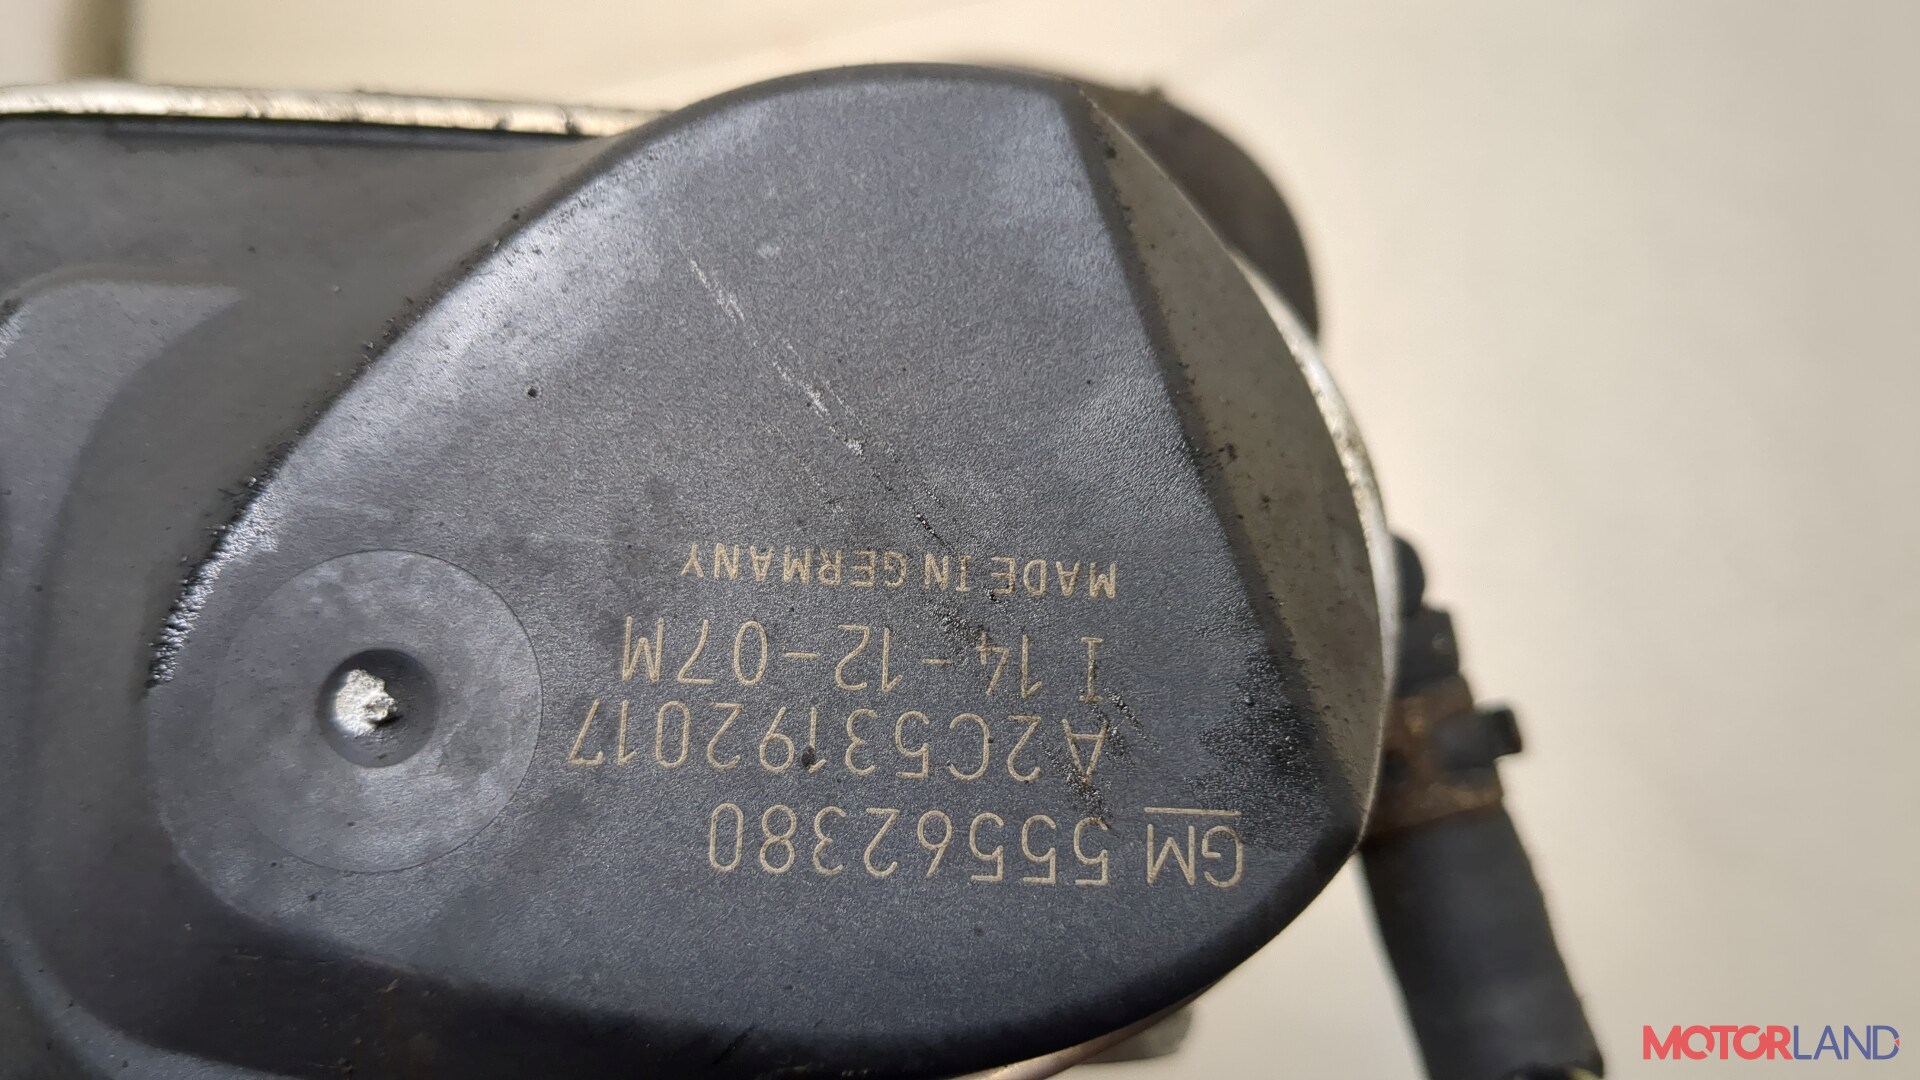 GM 55562380
A2C53192017
I 14-12-07M
MADE IN GERMANY
MOTORLAND